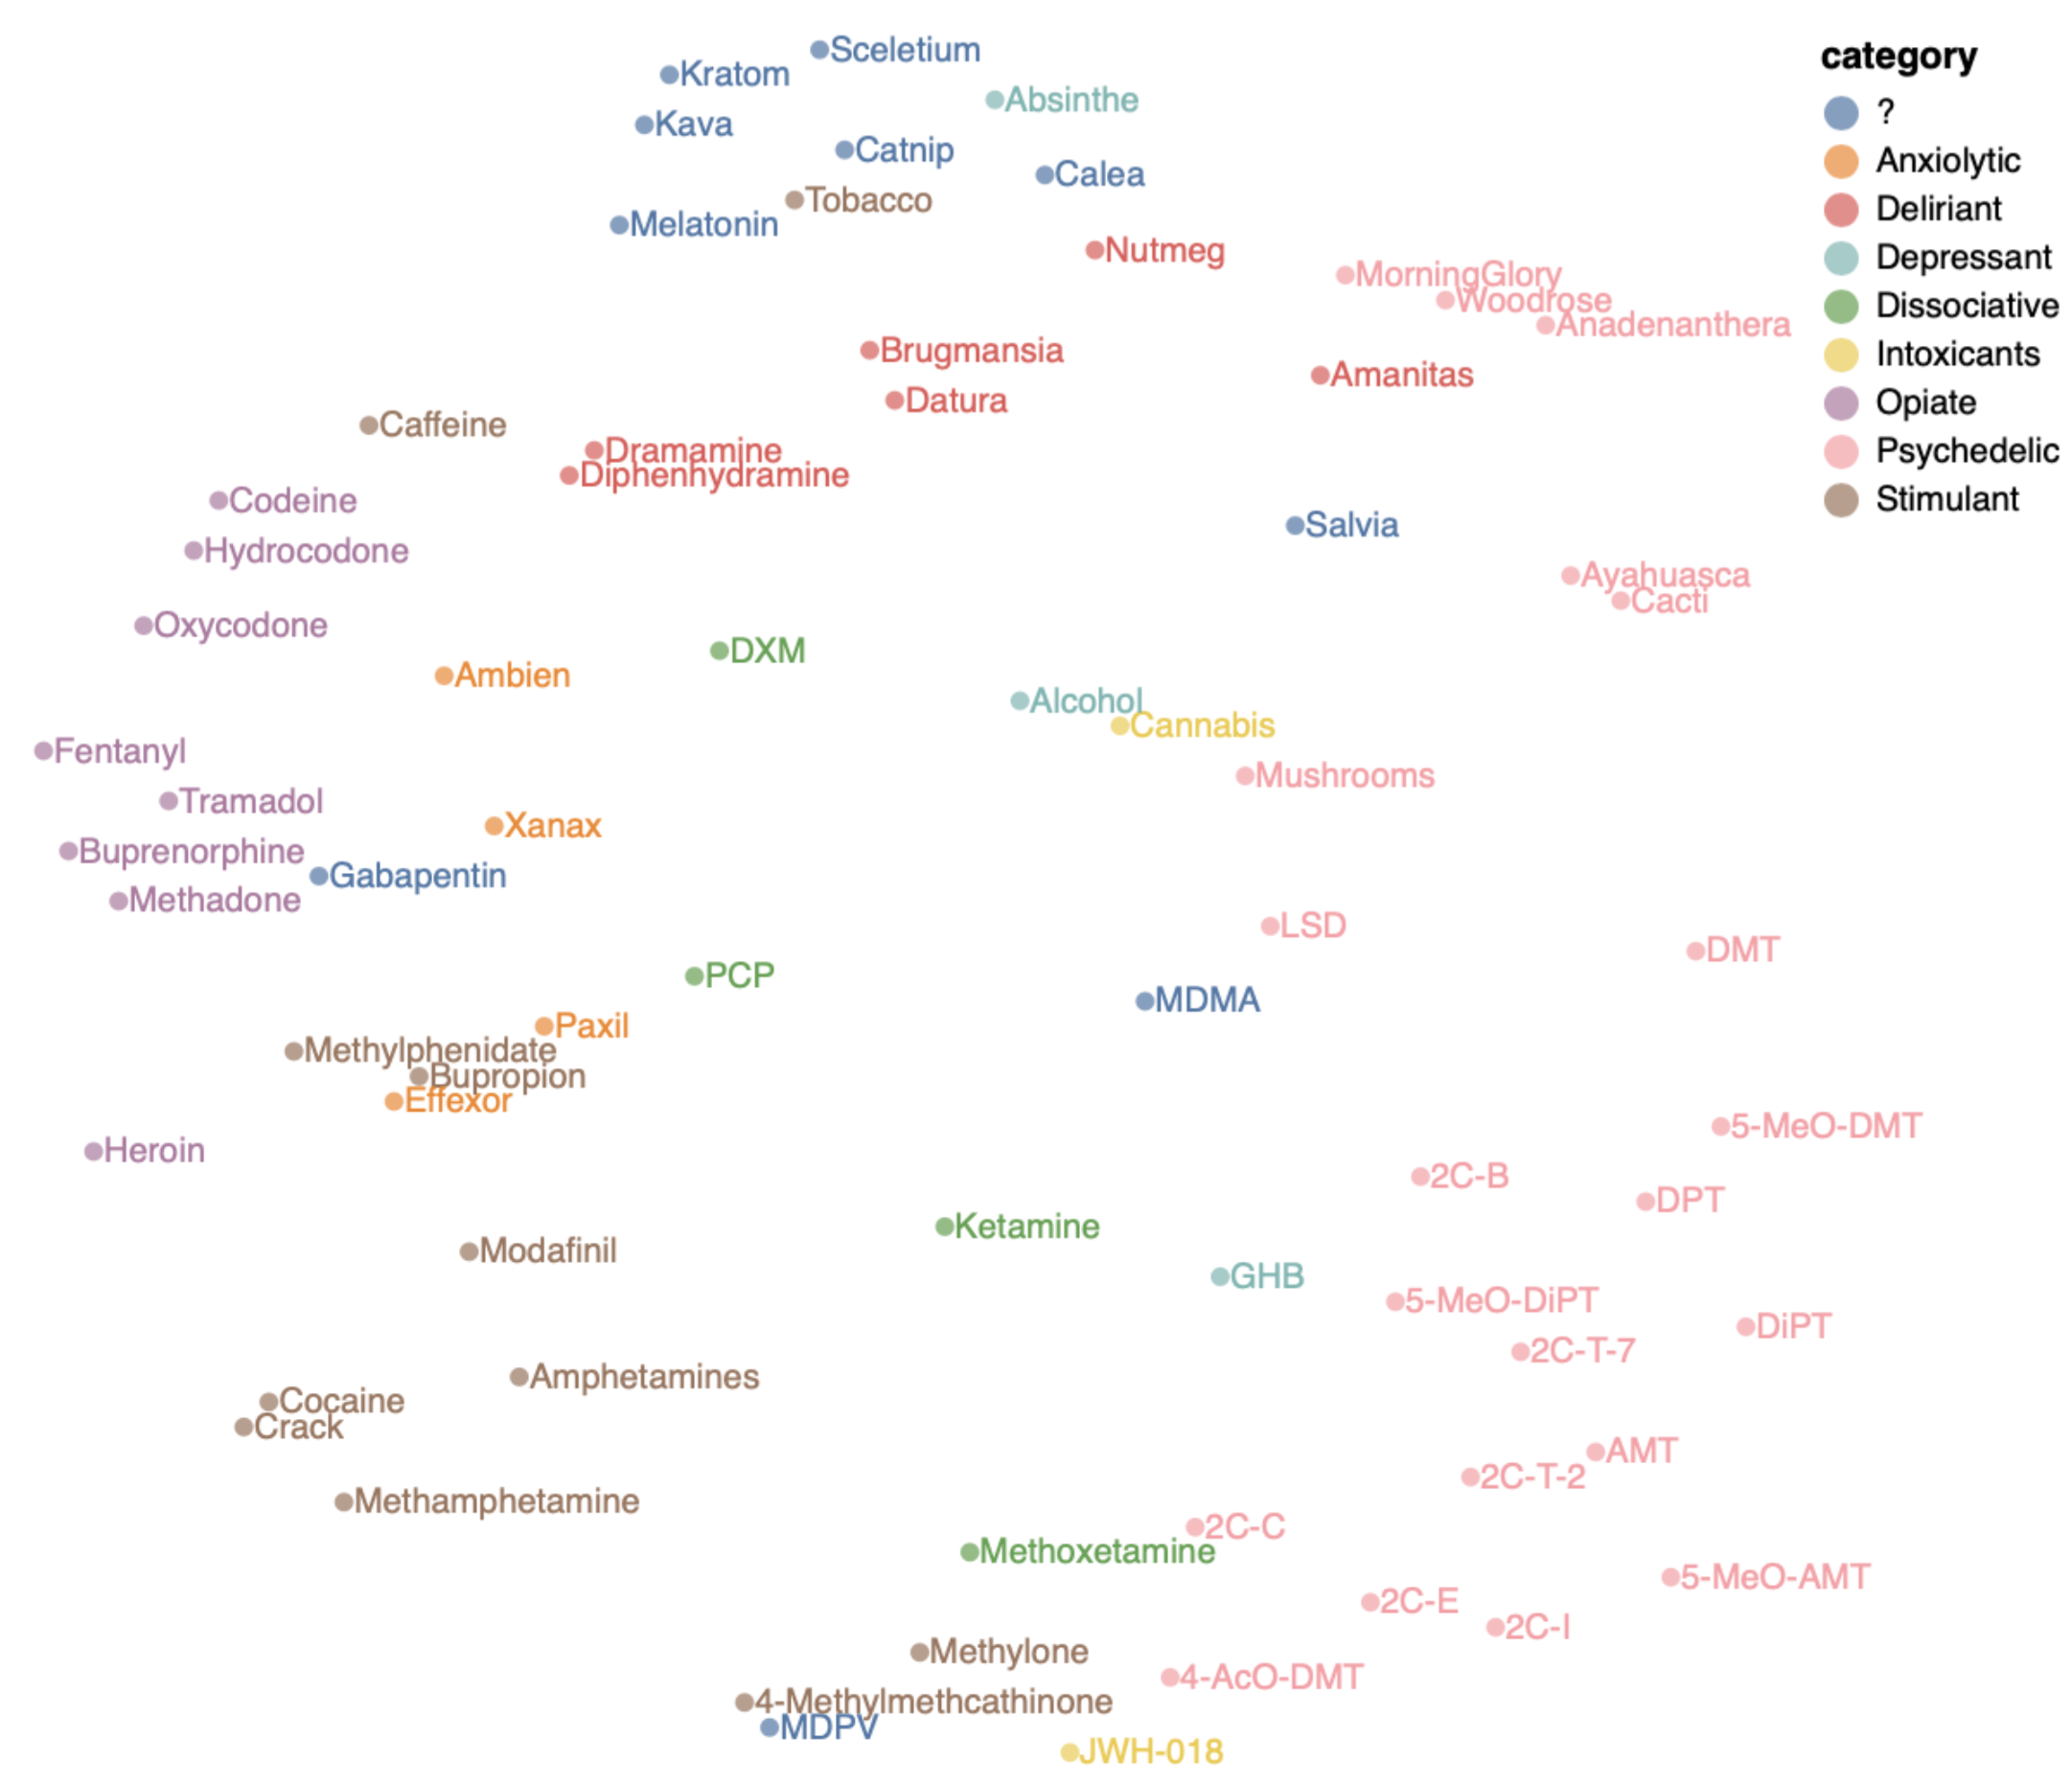 Sceletium
Kratom
Absinthe
Kava
Catnip
Calea
Tobacco
Melatonin
Nutmeg
MorningGlory
Woodrose
Anadenanthera
Brugmansia
Amanitas
Datura
Caffeine
Dramamine
Diphenhydramine
Codeine
Salvia
Hydrocodone
Ayahuasca
Cacti
Oxycodone
DXM
Ambien
Alcohol
Cannabis
Fentanyl
Mushrooms
Tramadol
Xanax
Buprenorphine
Gabapentin
Methadone
LSD
DMT
PCP
MDMA
Paxil
Methylphenidate
Bupropion
Effexor
5-MeO-DMT
Heroin
2C-B
DPT
Ketamine
Modafinil
GHB
5-MeO-DiPT
DiPT
2C-T-7
Amphetamines
Cocaine
Crack
AMT
2C-T-2
Methamphetamine
2C-C
Methoxetamine
5-MeO-AMT
2C-E
2C-I
Methylone
4-AcO-DMT
4-Methylmethcathinone
MDPV
JWH-018
category
?
Anxiolytic
Deliriant
Depressant
Dissociative
Intoxicants
Opiate
Psychedelic
Stimulant